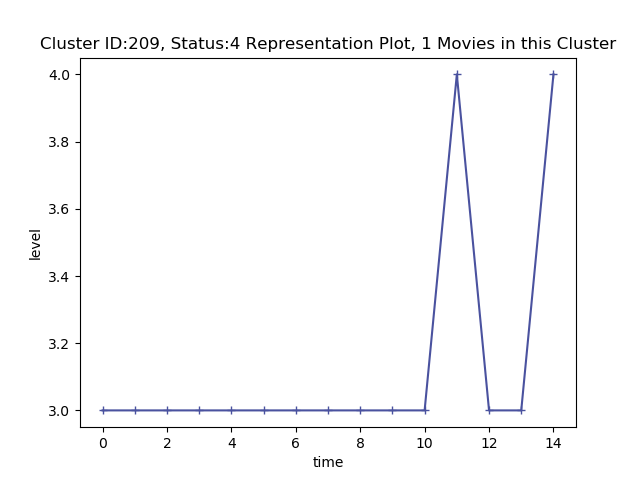 Cluster ID:209, Status:4 Representation Plot, 1 Movies in this Cluster
4.0
3.8
3.6
3.4
3.2
3.0
level
0 2 4 6 8 10 12 14
time